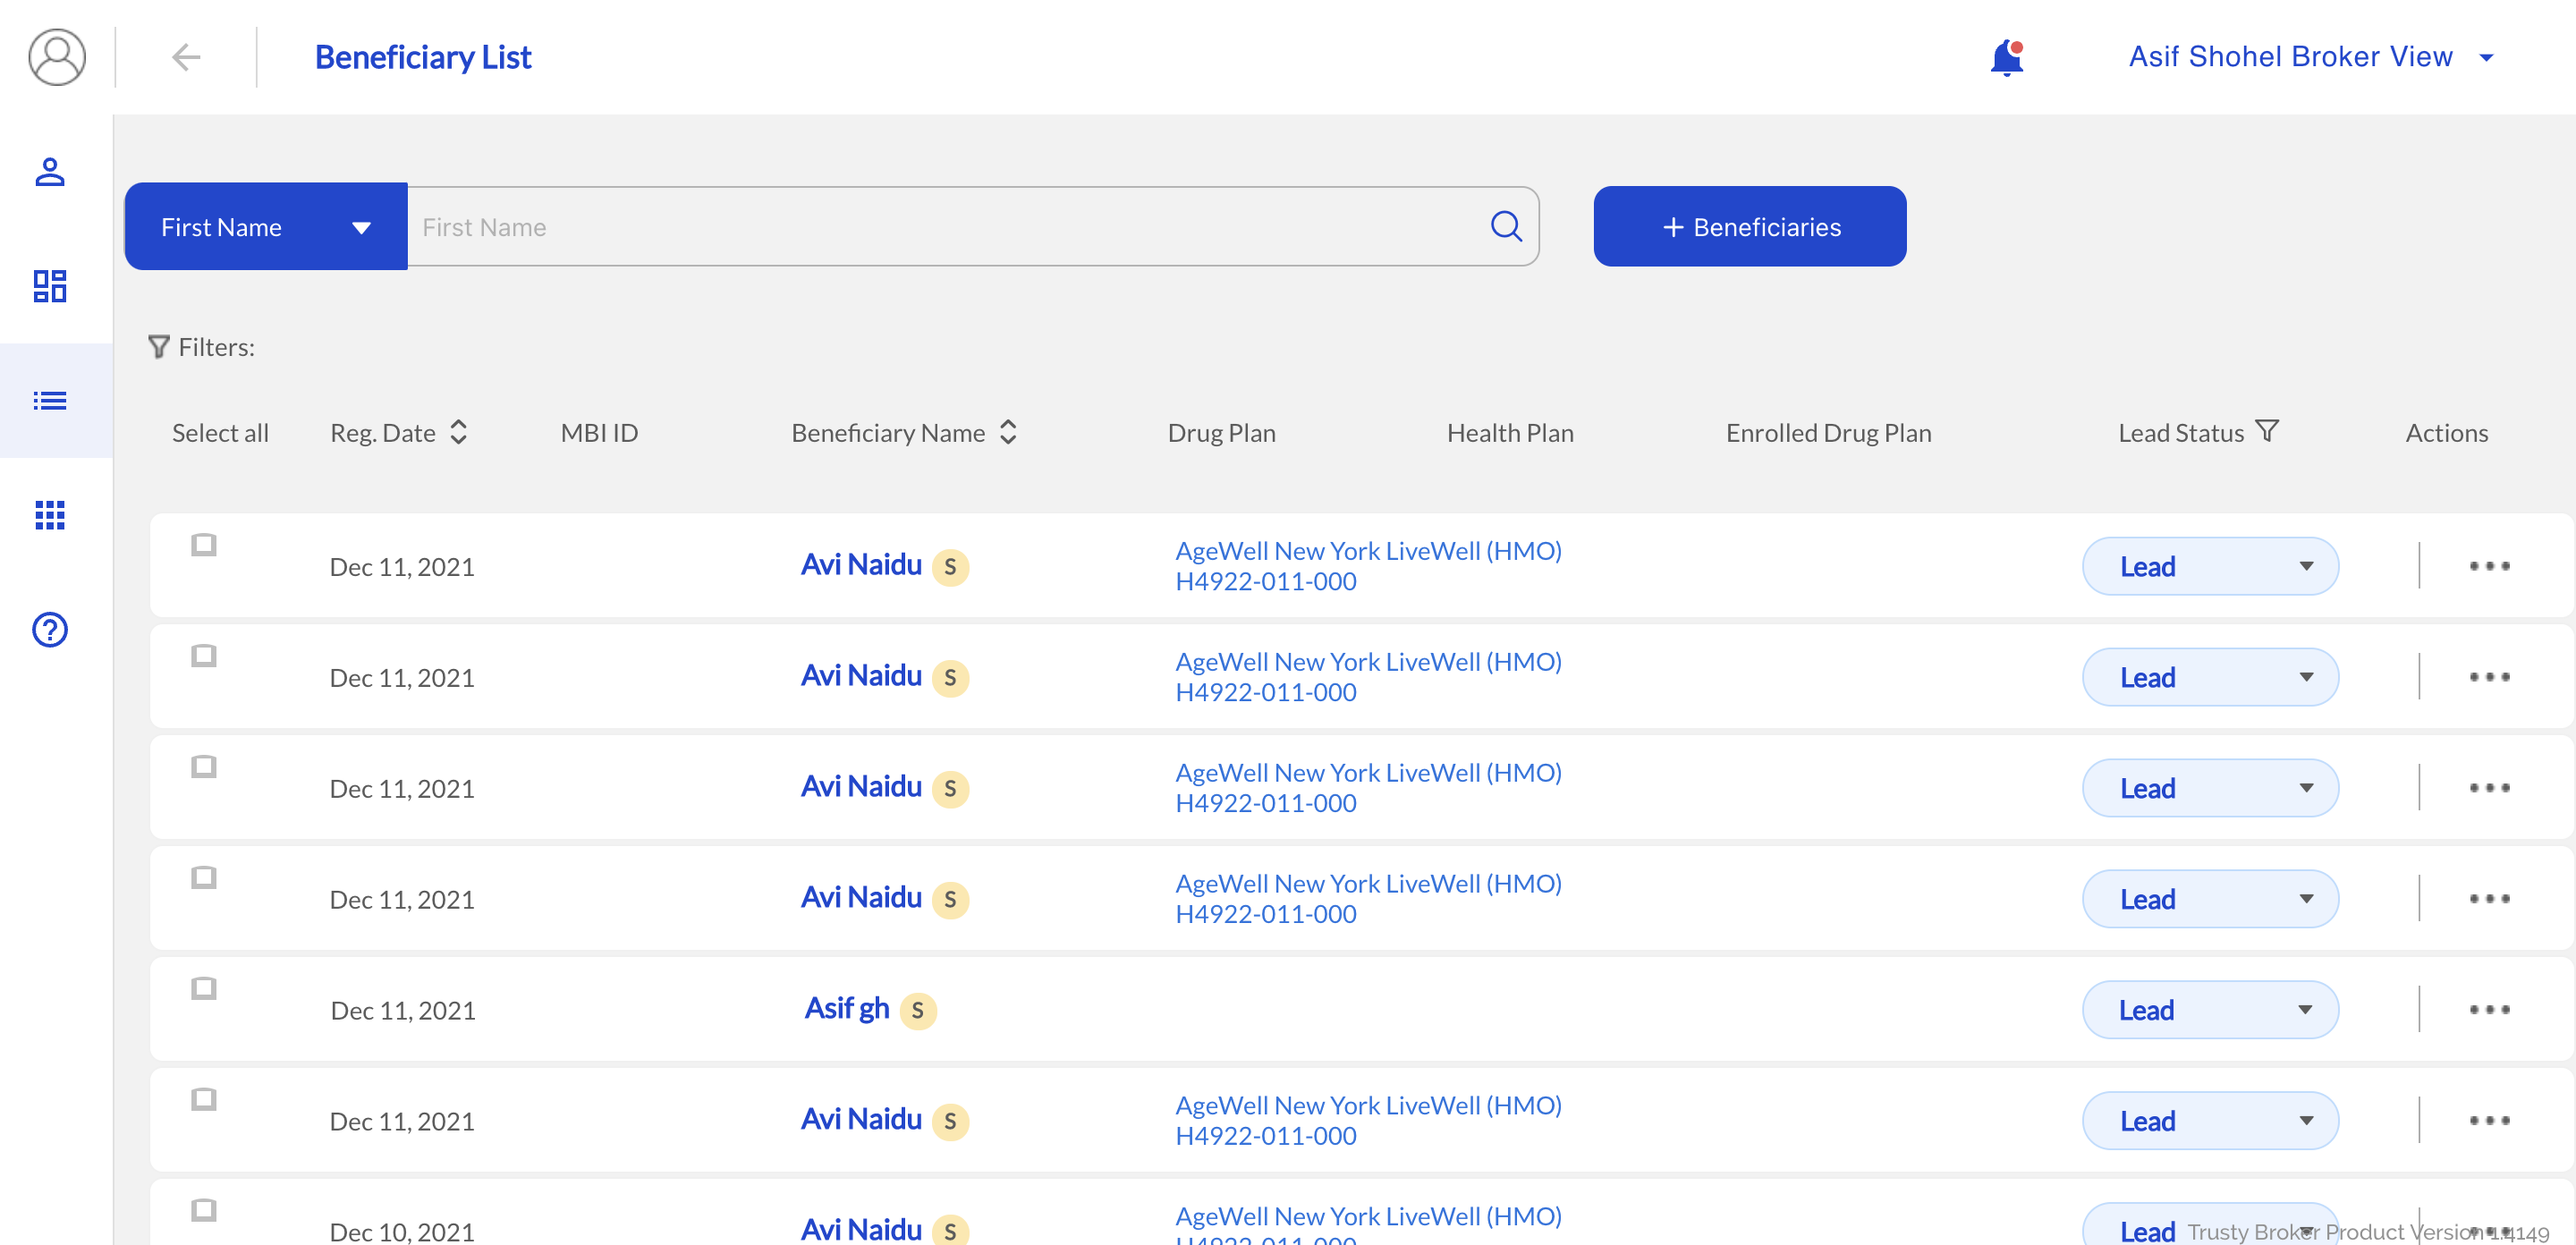 Beneficiary List
Asif Shohel Broker View
First Name
First Name
+ Beneficiaries
Filters:
Select all Reg. Date MBI ID Beneficiary Name Drug Plan Health Plan Enrolled Drug Plan Lead Status Actions
Dec 11, 2021 Avi Naidu S AgeWell New York LiveWell (HMO) Lead
H4922-011-000
Dec 11, 2021 Avi Naidu S AgeWell New York LiveWell (HMO) Lead
H4922-011-000
Dec 11, 2021 Avi Naidu S AgeWell New York LiveWell (HMO) Lead
H4922-011-000
Dec 11, 2021 Avi Naidu S AgeWell New York LiveWell (HMO) Lead
H4922-011-000
Dec 11, 2021 Asif gh S Lead
Dec 11, 2021 Avi Naidu S AgeWell New York LiveWell (HMO) Lead
H4922-011-000
Dec 10, 2021 Avi Naidu S AgeWell New York LiveWell (HMO) Lead
Trusty Broker Product Version